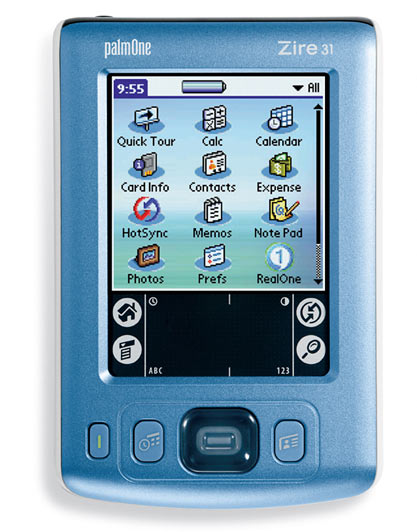 palmOne Zire 31
9:55 All
Quick Tour Calc Calendar
Card Info Contacts Expense
HotSync Memos Note Pad
Photos Prefs RealOne
ABC 123